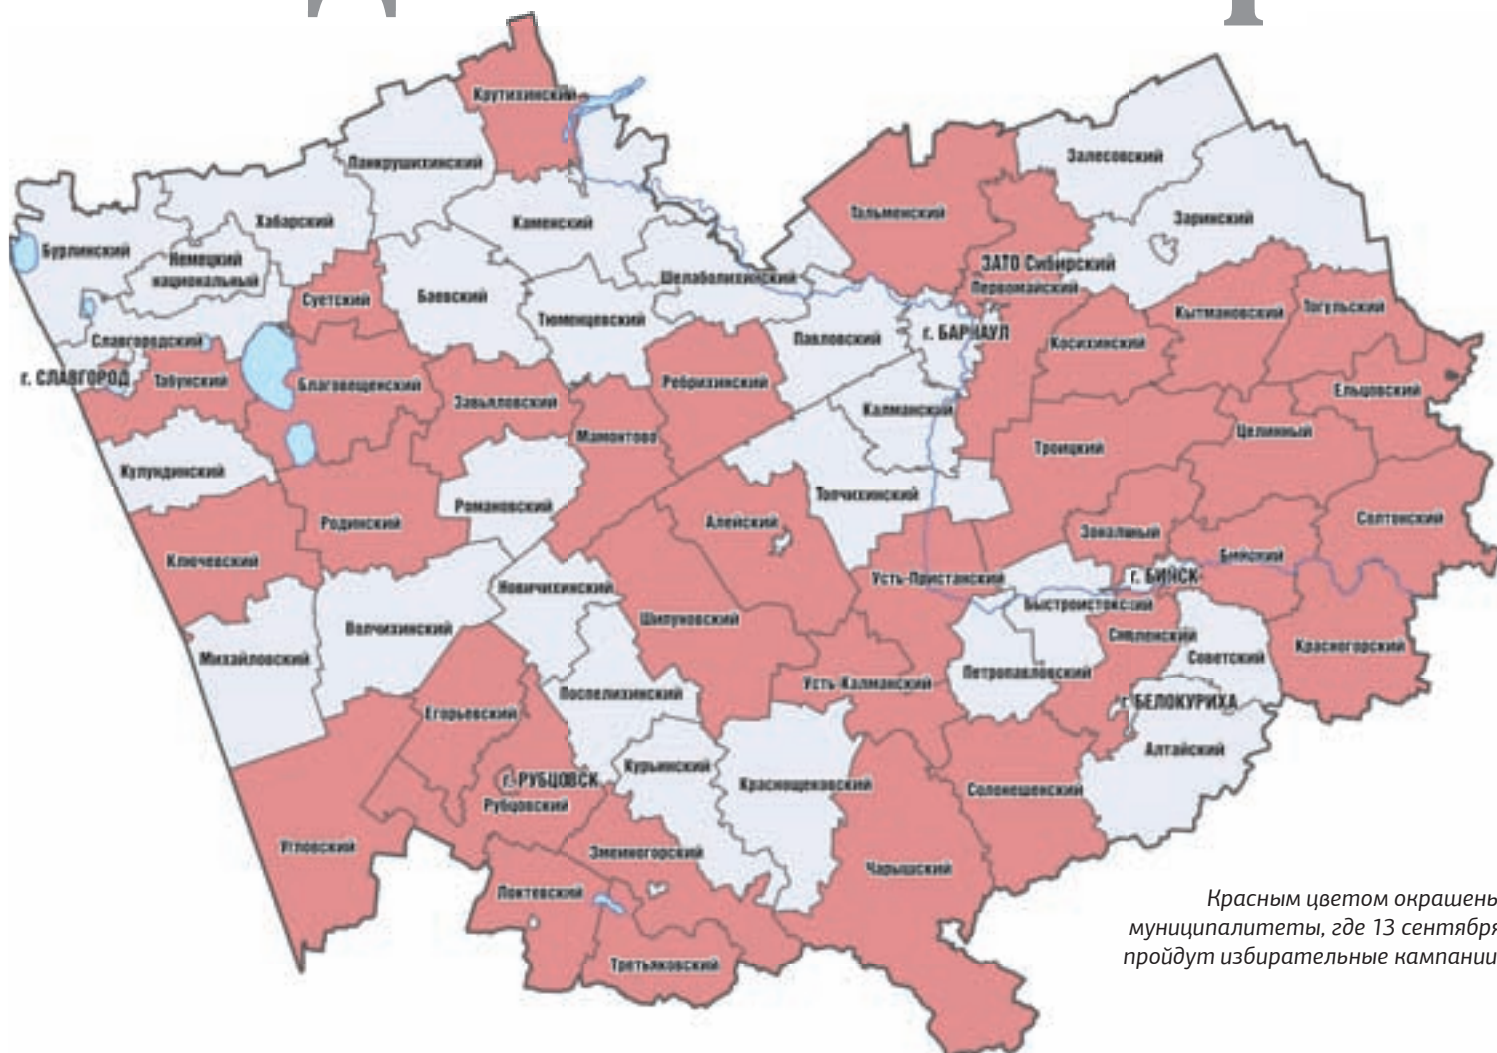 Крутихинский
Панкрушихинский
Залесовский
Хабарский
Каменский
Тальменский
Заринский
Бурлинский
Немецкий
национальный
Шелаболихинский
ЗАТО Сибирский
Первомайский
Суетский
Баевский
Тюменцевский
Кытмановский
Тогульский
Славгородский
Павловский
г. БАРНАУЛ
Косихинский
г. СЛАВГОРОД
Табунский
Благовещенский
Завьяловский
Ребрихинский
Ельцовский
Калманский
Мамонтово
Целинный
Троицкий
Кулундинский
Романовский
Топчихинский
Родинский
Алейский
Солтонский
Зональный
Ключевский
Бийский
Новичихинский
Усть-Пристанский
г. БИЙСК
Быстроистокский
Волчихинский
Шипуновский
Смоленский
Михайловский
Петропавловский
Советский
Красногорский
Поспелихинский
Усть-Калманский
Егорьевский
г. БЕЛОКУРИХА
Алтайский
Курьинский
г. РУБЦОВСК
Рубцовский
Краснощековский
Солонешенский
Угловский
Змеиногорский
Чарышский
Локтевский
Третьяковский
Красным цветом окрашены
муниципалитеты, где 13 сентября
пройдут избирательные кампании